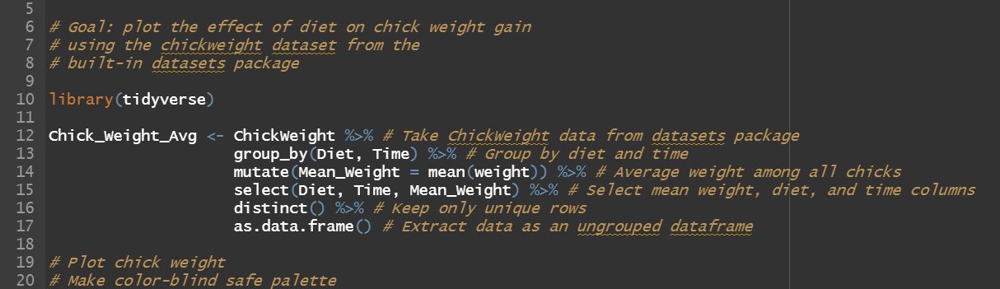 5
6 # Goal: plot the effect of diet on chick weight gain
7 # using the chickweight dataset from the
8 # built-in datasets package
9
10 library(tidyverse)
11
12 Chick_Weight_Avg <- ChickWeight %>% # Take ChickWeight data from datasets package
13 group_by(Diet, Time) %>% # Group by diet and time
14 mutate(Mean_Weight = mean(weight)) %>% # Average weight among all chicks
15 select(Diet, Time, Mean_Weight) %>% # Select mean weight, diet, and time columns
16 distinct() %>% # Keep only unique rows
17 as.data.frame() # Extract data as an ungrouped dataframe
18
19 # Plot chick weight
20 # Make color-blind safe palette